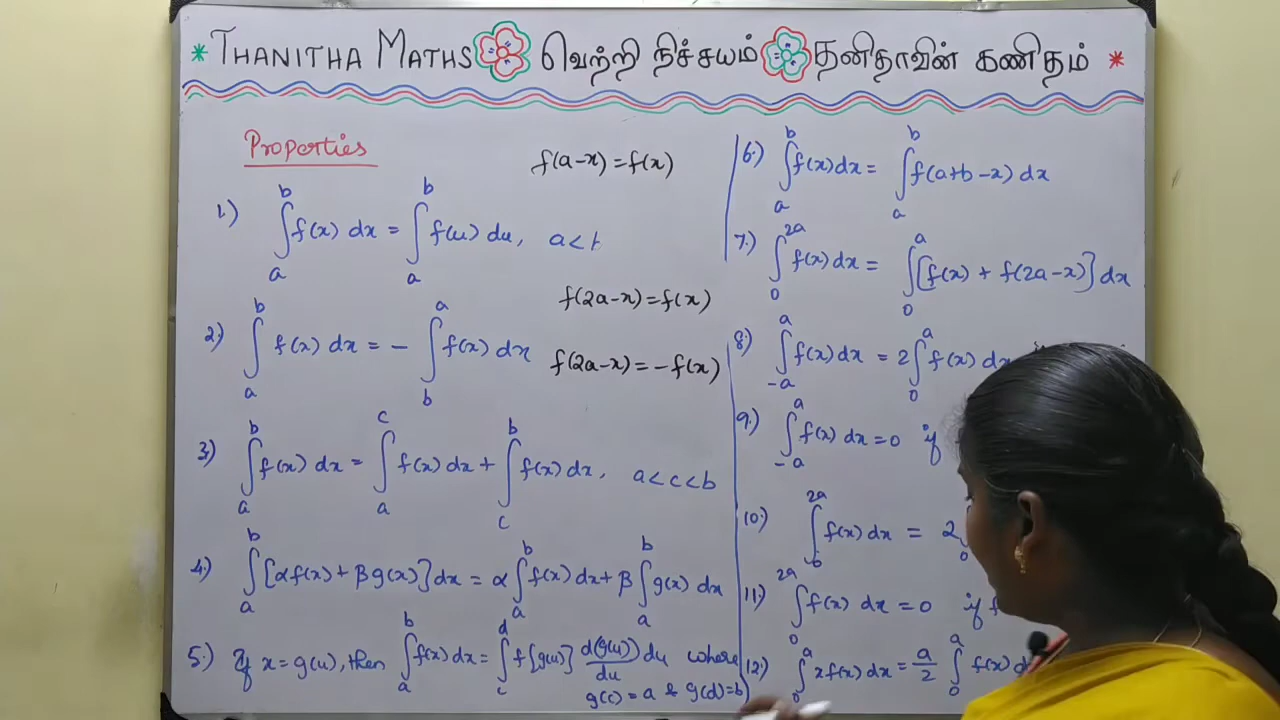 * THANITHA MATHS வெற்றி நிச்சயம் தனிதாவின் கணிதம் *
Properties
f(a-x) = f(x)
1) ∫_a^b f(x) dx = ∫_a^b f(u) du, a <
f(2a-x) = f(x)
2) ∫_a^b f(x) dx = - ∫_b^a f(x) dx
f(2a-x) = -f(x)
3) ∫_a^b f(x) dx = ∫_a^c f(x) dx + ∫_c^b f(x) dx, a < c < b
4) ∫_a^b [αf(x) + βg(x)] dx = α ∫_a^b f(x) dx + β ∫_a^b g(x) dx
5) If x = g(u), then ∫_a^b f(x) dx = ∫_c^d f[g(u)] d(g(u))/du du where
g(c) = a & g(d) = b
6) ∫_a^b f(x) dx = ∫_a^b f(a+b-x) dx
7) ∫_0^2a f(x) dx = ∫_0^a [f(x) + f(2a-x)] dx
8) ∫_-a^a f(x) dx = 2 ∫_0^a f(x) dx
9) ∫_-a^a f(x) dx = 0 if
10) ∫^2a f(x) dx = 2
11) ∫_0^2a f(x) dx = 0 if f
12) ∫_0^a x f(x) dx = a/2 ∫_0^a f(x) d